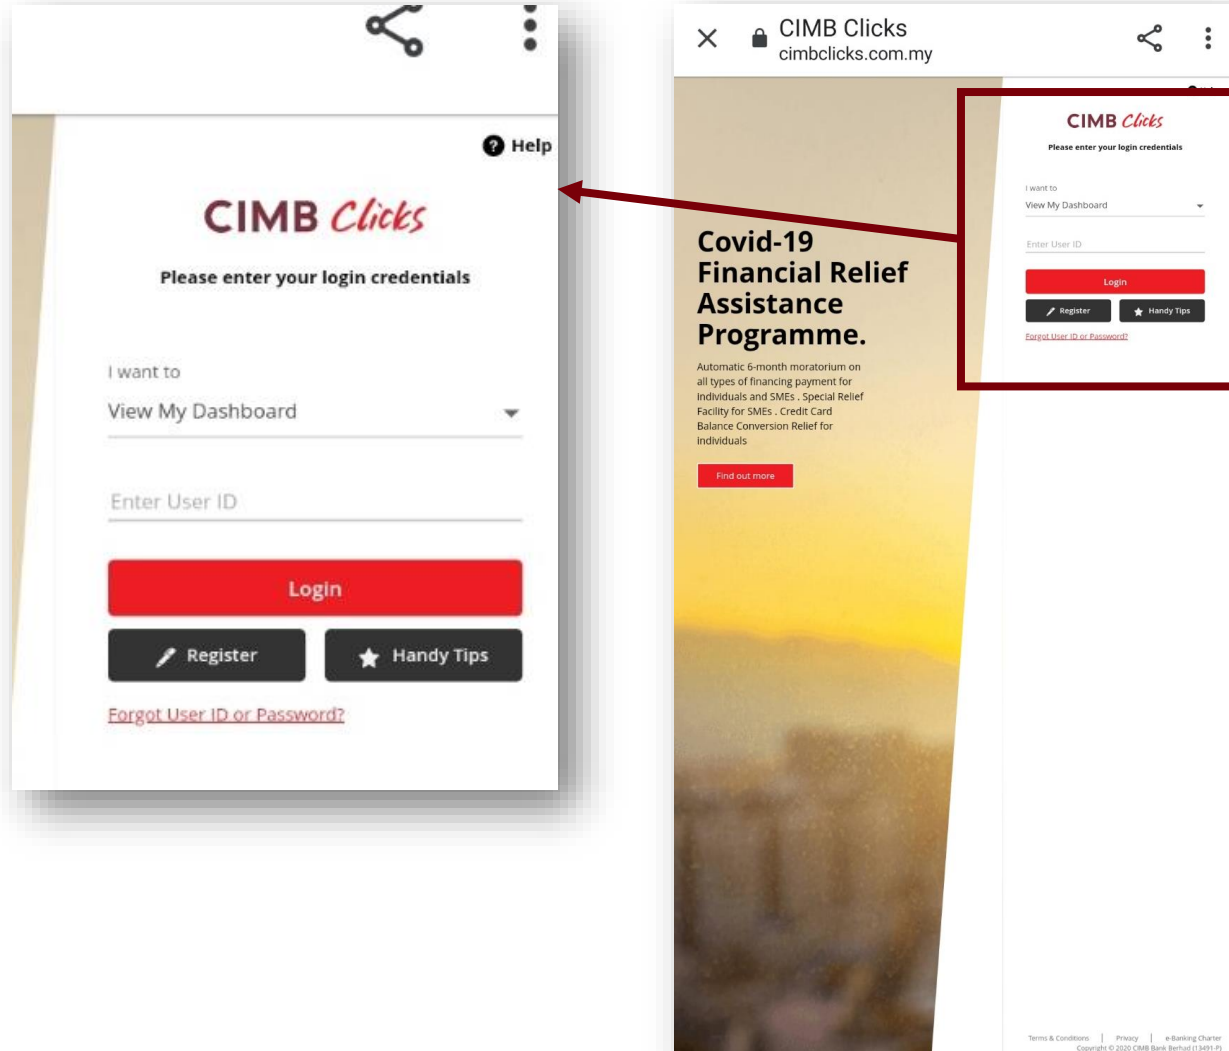 Help
CIMB Clicks
Please enter your login credentials
I want to
View My Dashboard
Enter User ID
Login
Register
Handy Tips
Forgot User ID or Password?
CIMB Clicks
cimbclicks.com.my
CIMB Clicks
Please enter your login credentials
I want to
View My Dashboard
Enter User ID
Login
Register
Handy Tips
Forgot User ID or Password?
Covid-19
Financial Relief
Assistance
Programme.
Automatic 6-month moratorium on
all types of financing payment for
individuals and SMEs . Special Relief
Facility for SMEs . Credit Card
Balance Conversion Relief for
individuals
Find out more
Terms & Conditions | Privacy | e-Banking Charter
Copyright © 2020 CIMB Bank Berhad (13491-P)